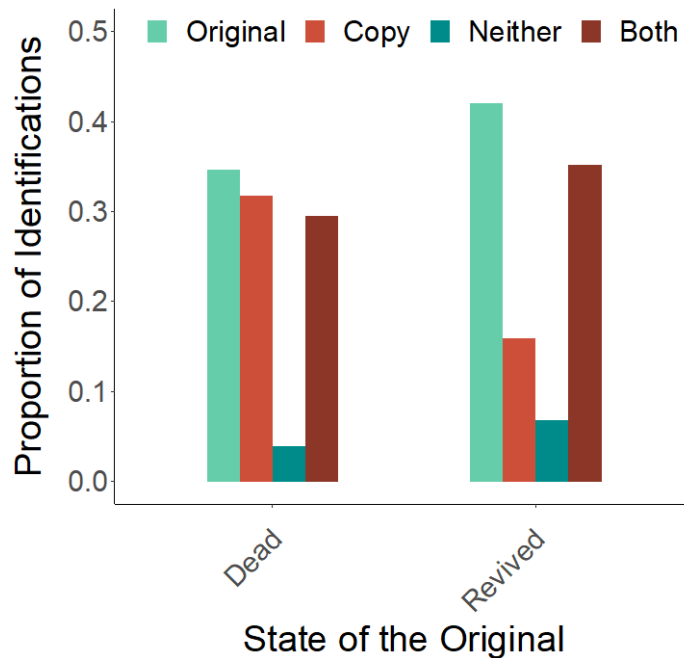 Original Copy Neither Both
Proportion of Identifications
0.5
0.4
0.3
0.2
0.1
0.0
Dead Revived
State of the Original